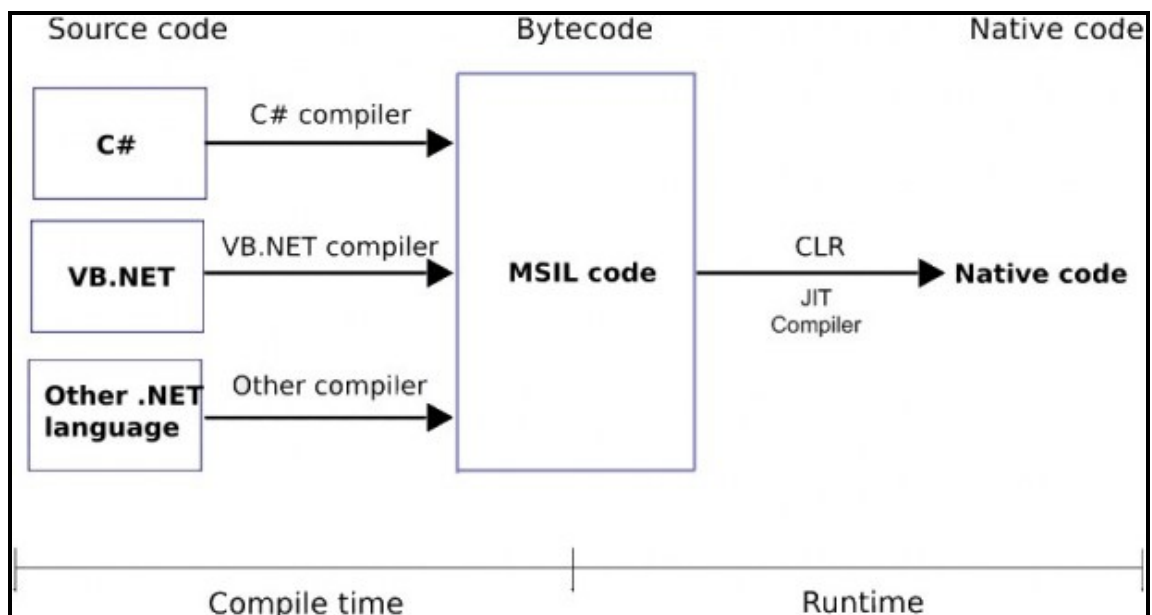 Source code
Bytecode
Native code
C#
C# compiler
VB.NET
VB.NET compiler
Other .NET
language
Other compiler
MSIL code
CLR
JIT
Compiler
Native code
Compile time
Runtime